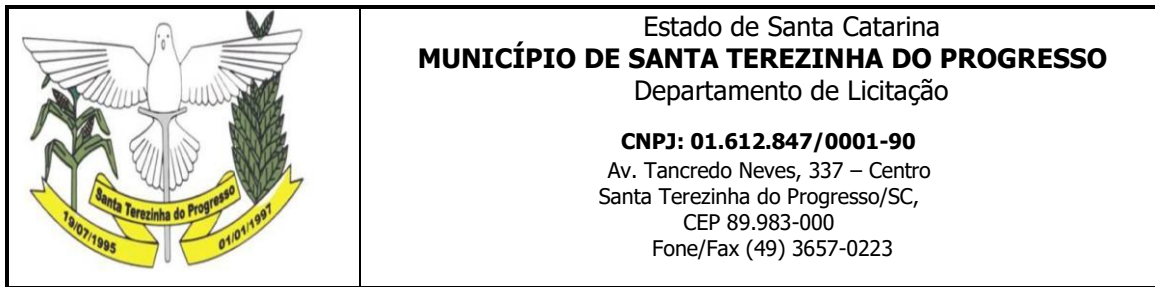 Santa Terezinha do Progresso
19/07/1995
01/01/1997
Estado de Santa Catarina
MUNICÍPIO DE SANTA TEREZINHA DO PROGRESSO
Departamento de Licitação
CNPJ: 01.612.847/0001-90
Av. Tancredo Neves, 337 – Centro
Santa Terezinha do Progresso/SC,
CEP 89.983-000
Fone/Fax (49) 3657-0223